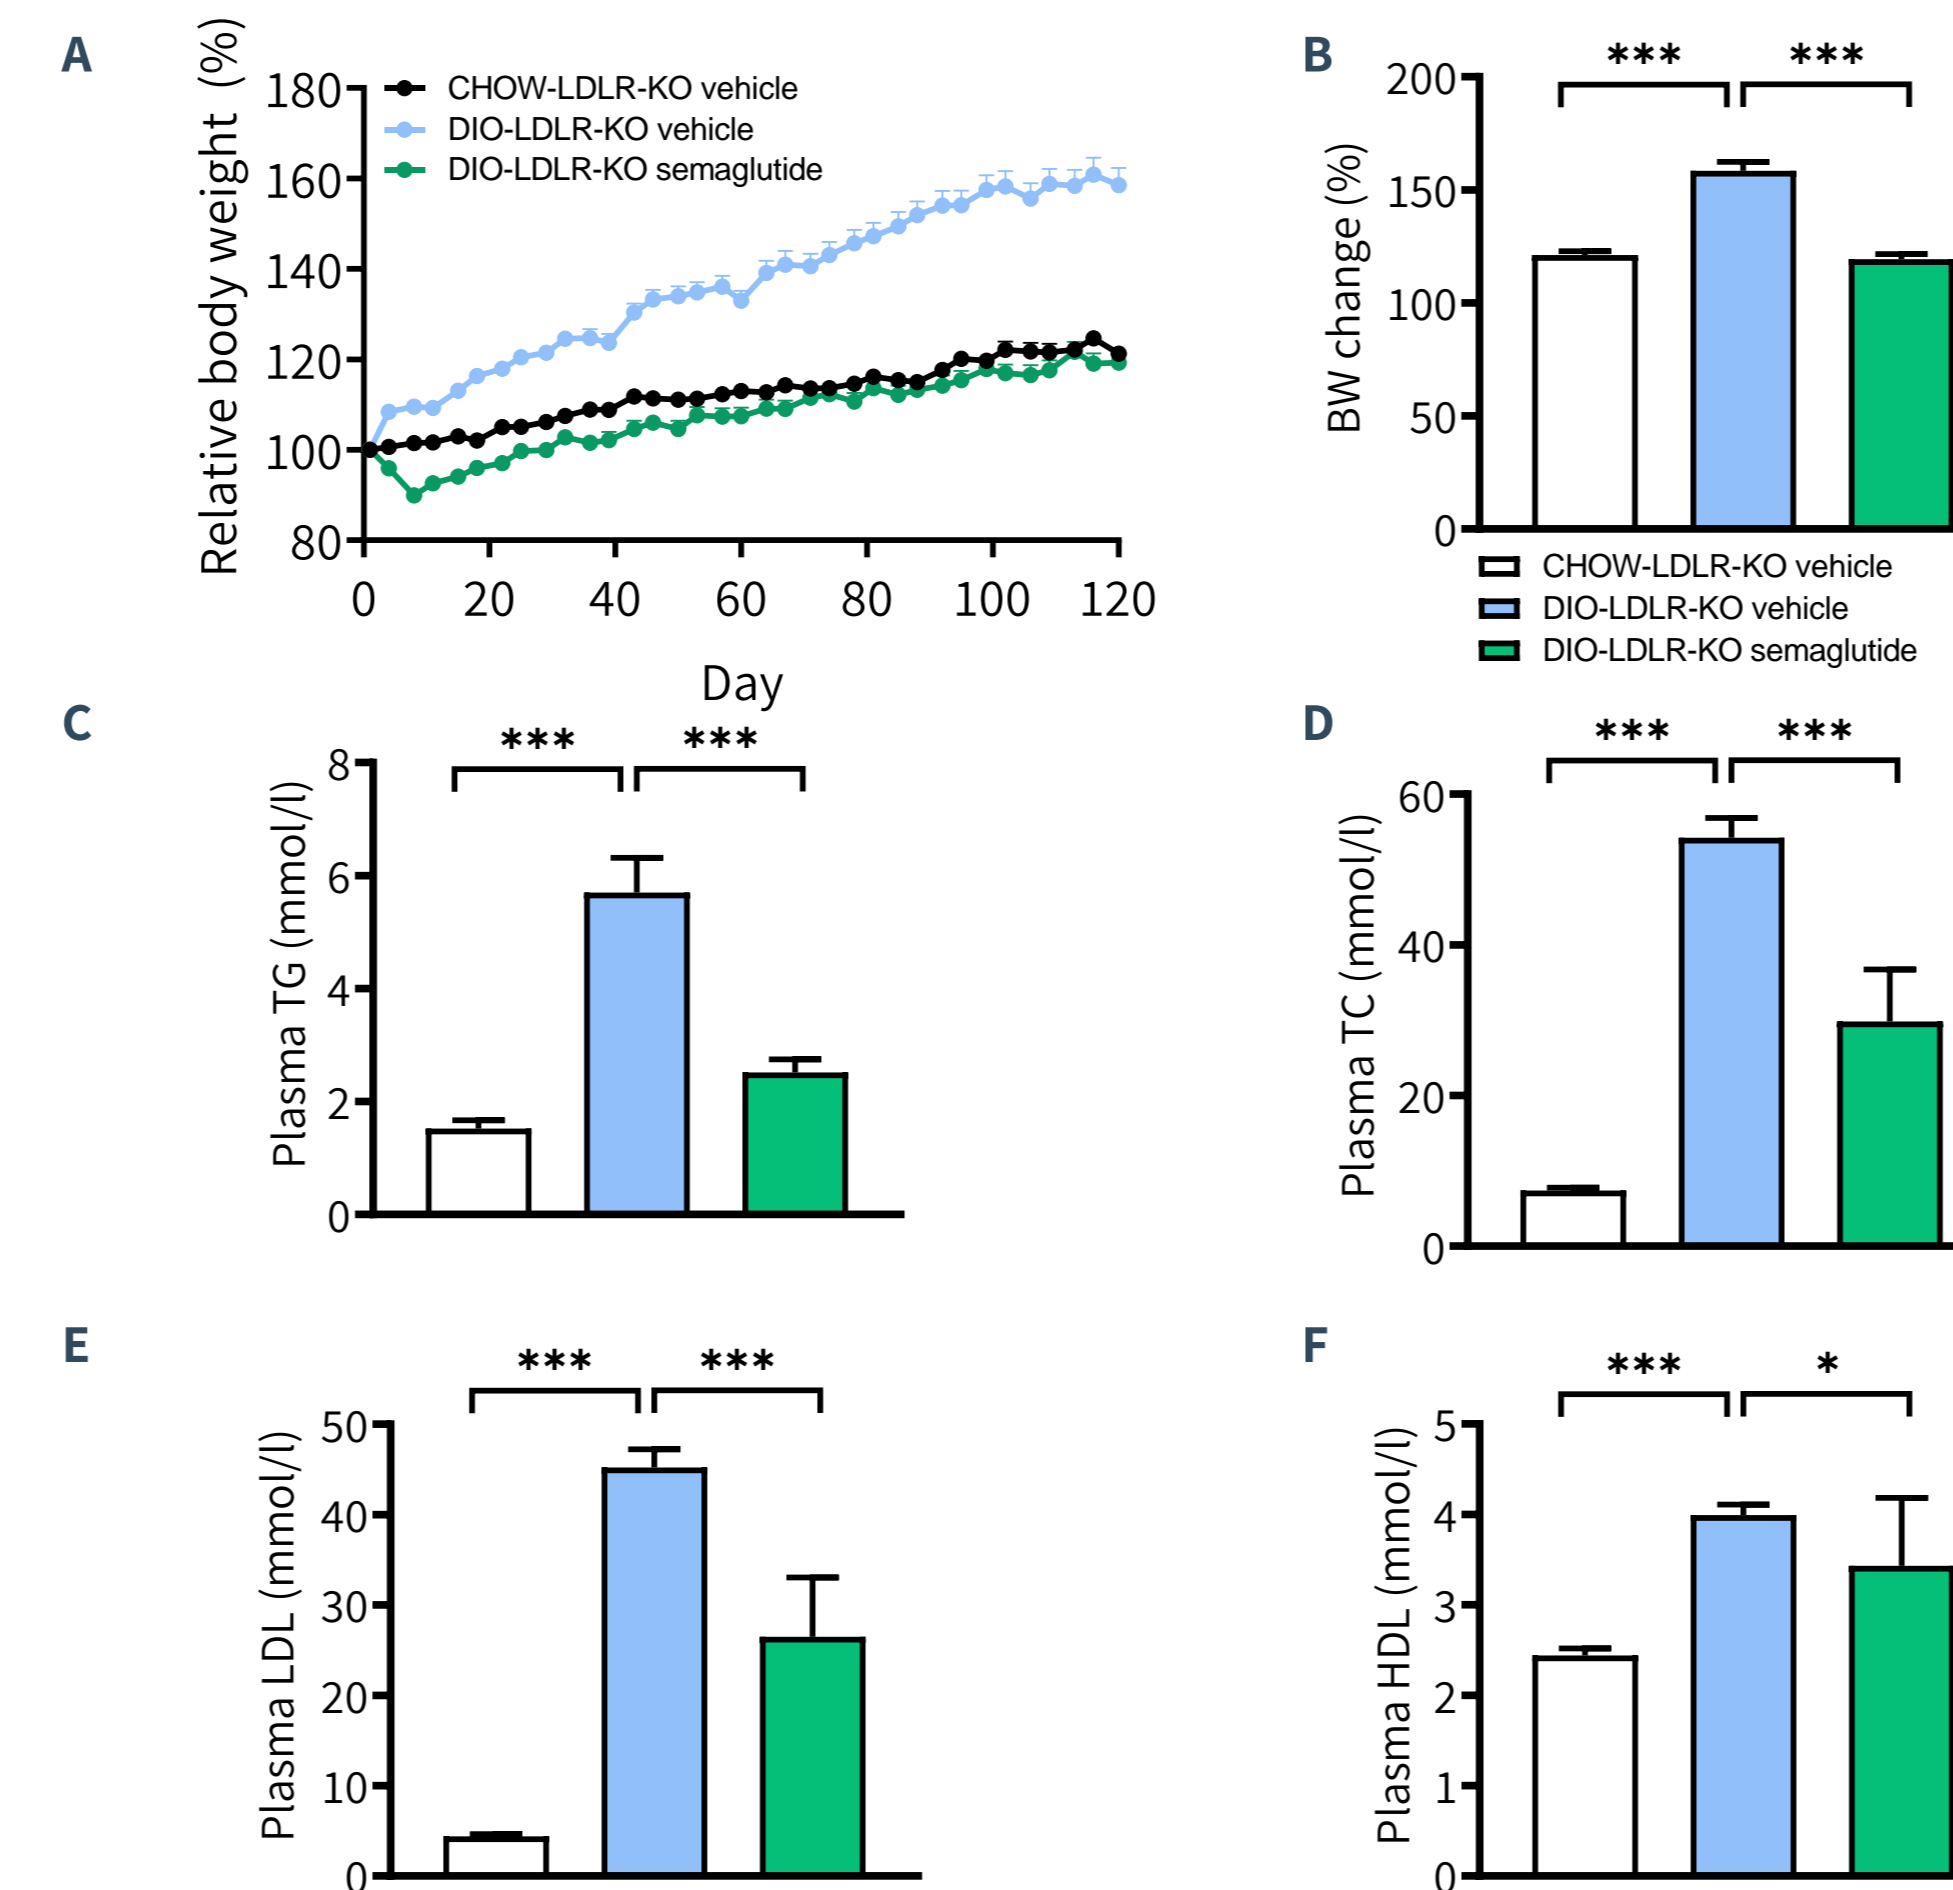 A
Relative body weight (%)
180
160
140
120
100
80
CHOW-LDLR-KO vehicle
DIO-LDLR-KO vehicle
DIO-LDLR-KO semaglutide
0 20 40 60 80 100 120
Day
B
*** ***
BW change (%)
200
150
100
50
0
CHOW-LDLR-KO vehicle
DIO-LDLR-KO vehicle
DIO-LDLR-KO semaglutide
C
*** ***
Plasma TG (mmol/l)
8
6
4
2
0
D
*** ***
Plasma TC (mmol/l)
60
40
20
0
E
*** ***
Plasma LDL (mmol/l)
50
40
30
20
10
0
F
*** *
Plasma HDL (mmol/l)
5
4
3
2
1
0